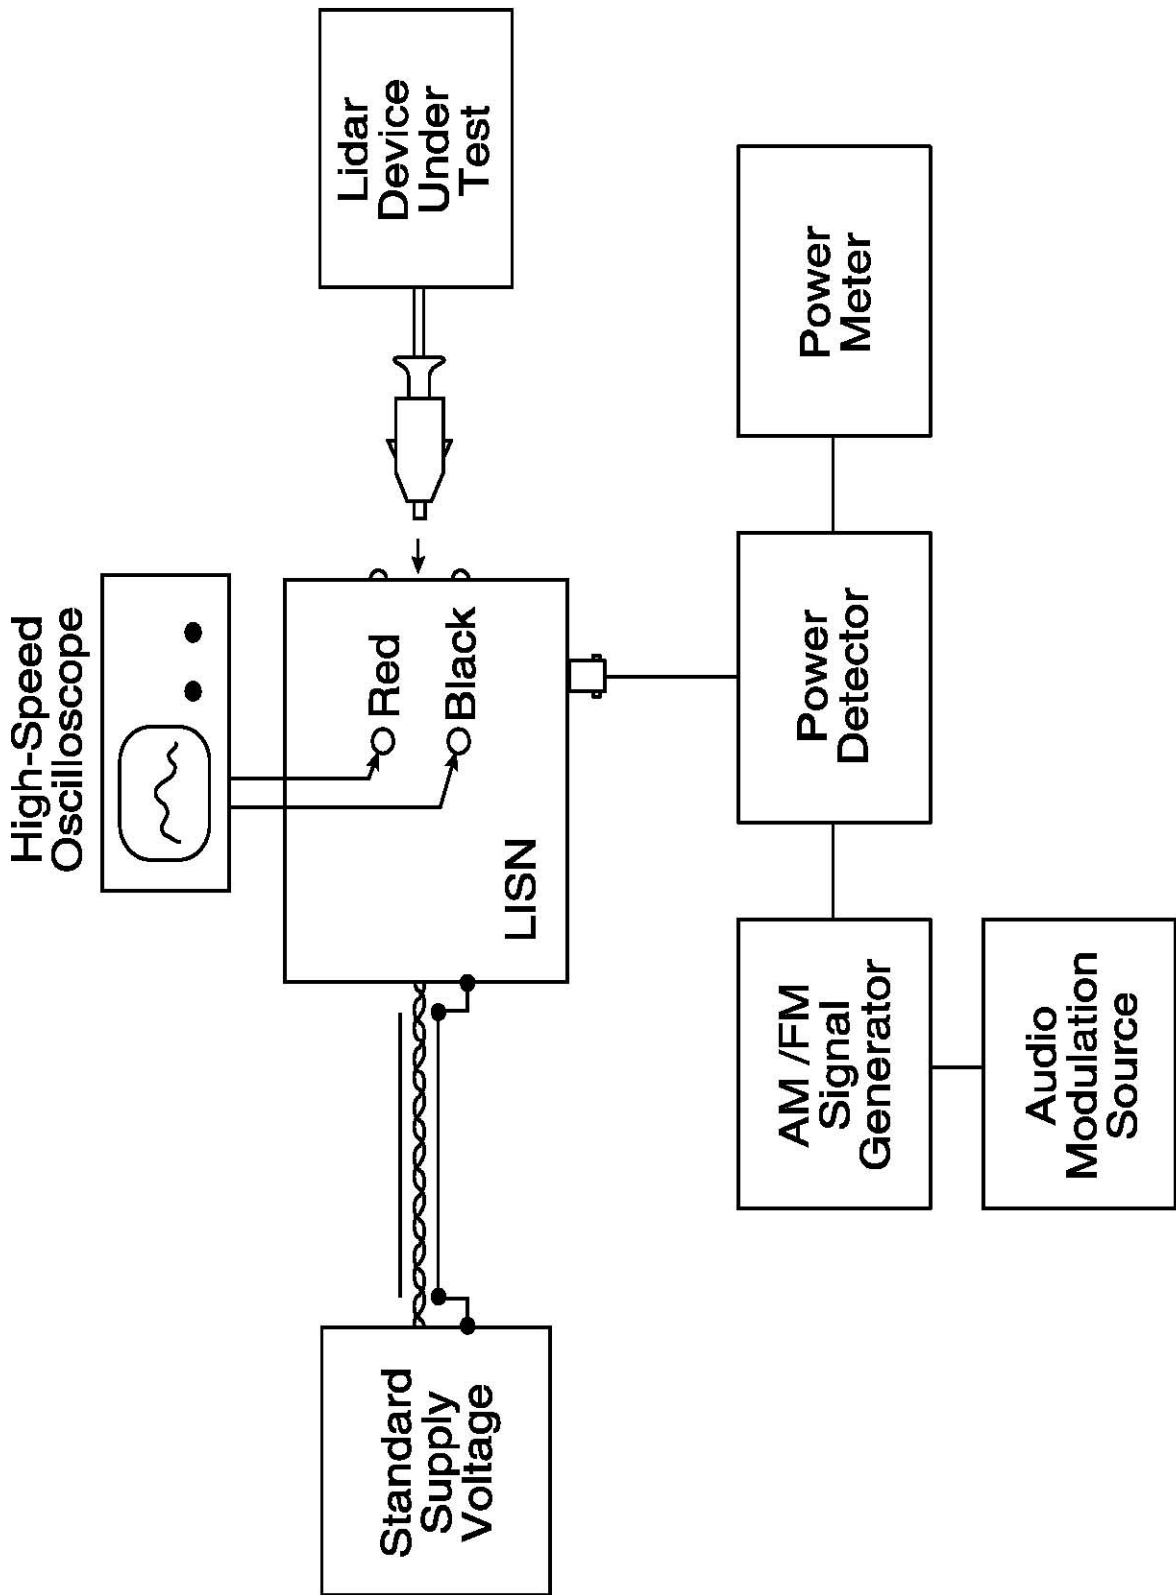 High-Speed
Oscilloscope
Standard
Supply
Voltage
LISN
Red
Black
Lidar
Device
Under
Test
AM /FM
Signal
Generator
Power
Detector
Power
Meter
Audio
Modulation
Source